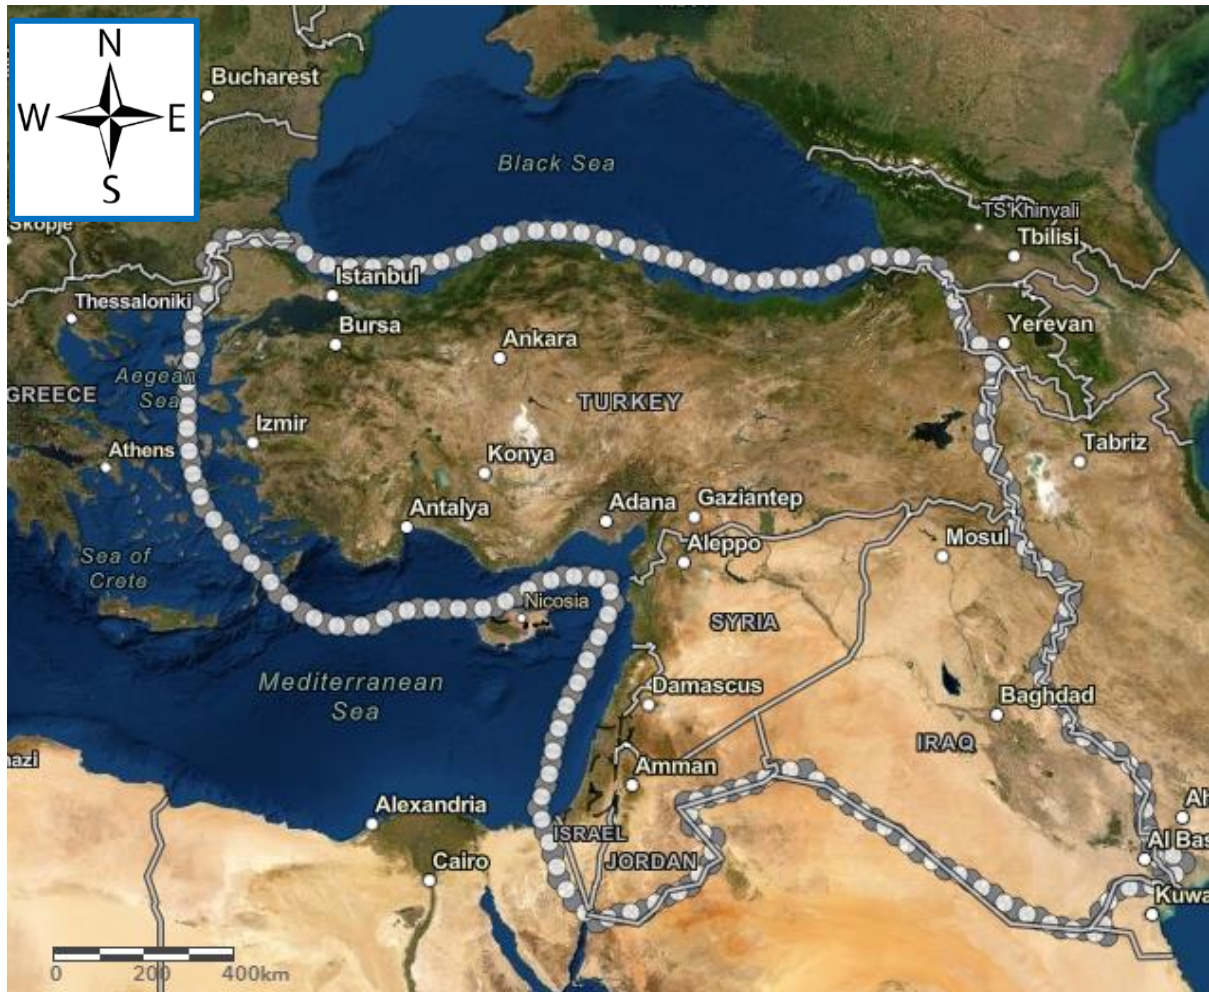 N
W E
S
Bucharest
Black Sea
Skopje
TS'Khinvali
Tbilisi
Istanbul
Thessaloniki
Bursa
Ankara
Yerevan
Aegean
Sea
GREECE
TURKEY
Izmir
Athens
Konya
Tabriz
Antalya
Adana
Gaziantep
Mosul
Aleppo
Sea of
Crete
Nicosia
SYRIA
Mediterranean
Sea
Damascus
Baghdad
IRAQ
azi
Amman
Alexandria
Ah
ISRAEL
Al Bas
Cairo
JORDAN
Kuwa
0 200 400km